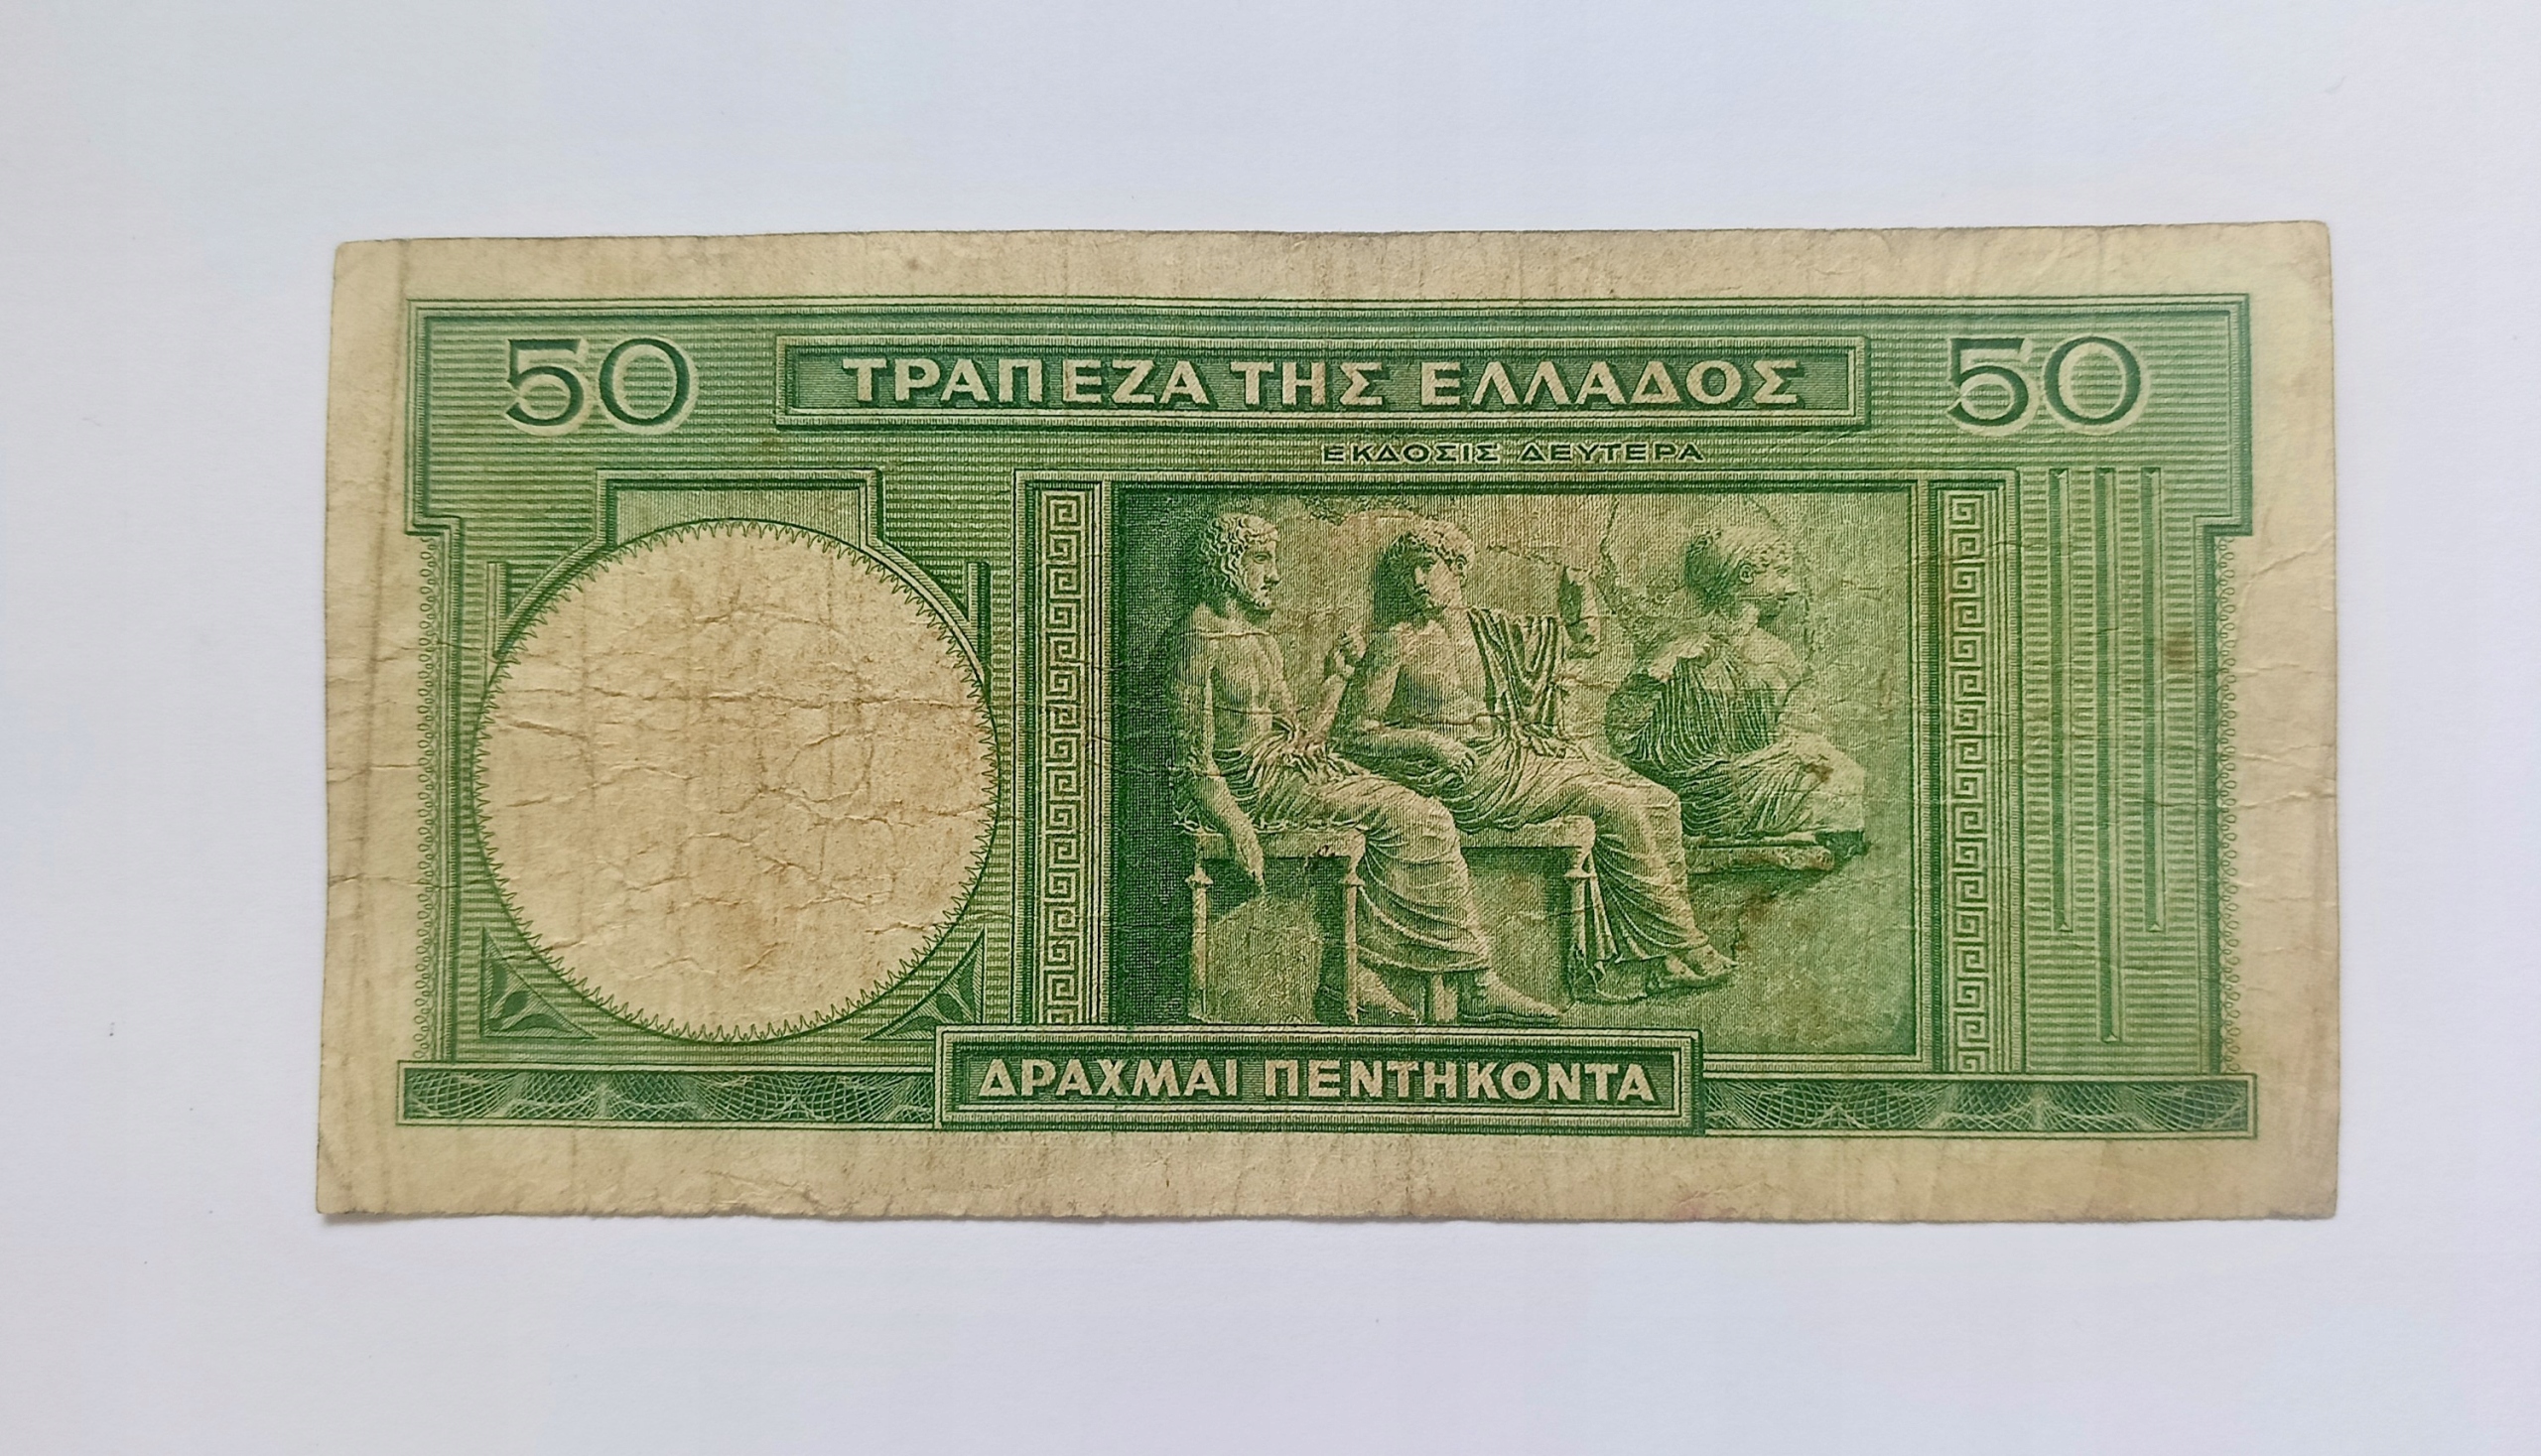 50 ΤΡΑΠΕΖΑ ΤΗΣ ΕΛΛΑΔΟΣ 50
ΕΚΔΟΣΙΣ ΔΕΥΤΕΡΑ
ΔΡΑΧΜΑΙ ΠΕΝΤΗΚΟΝΤΑ